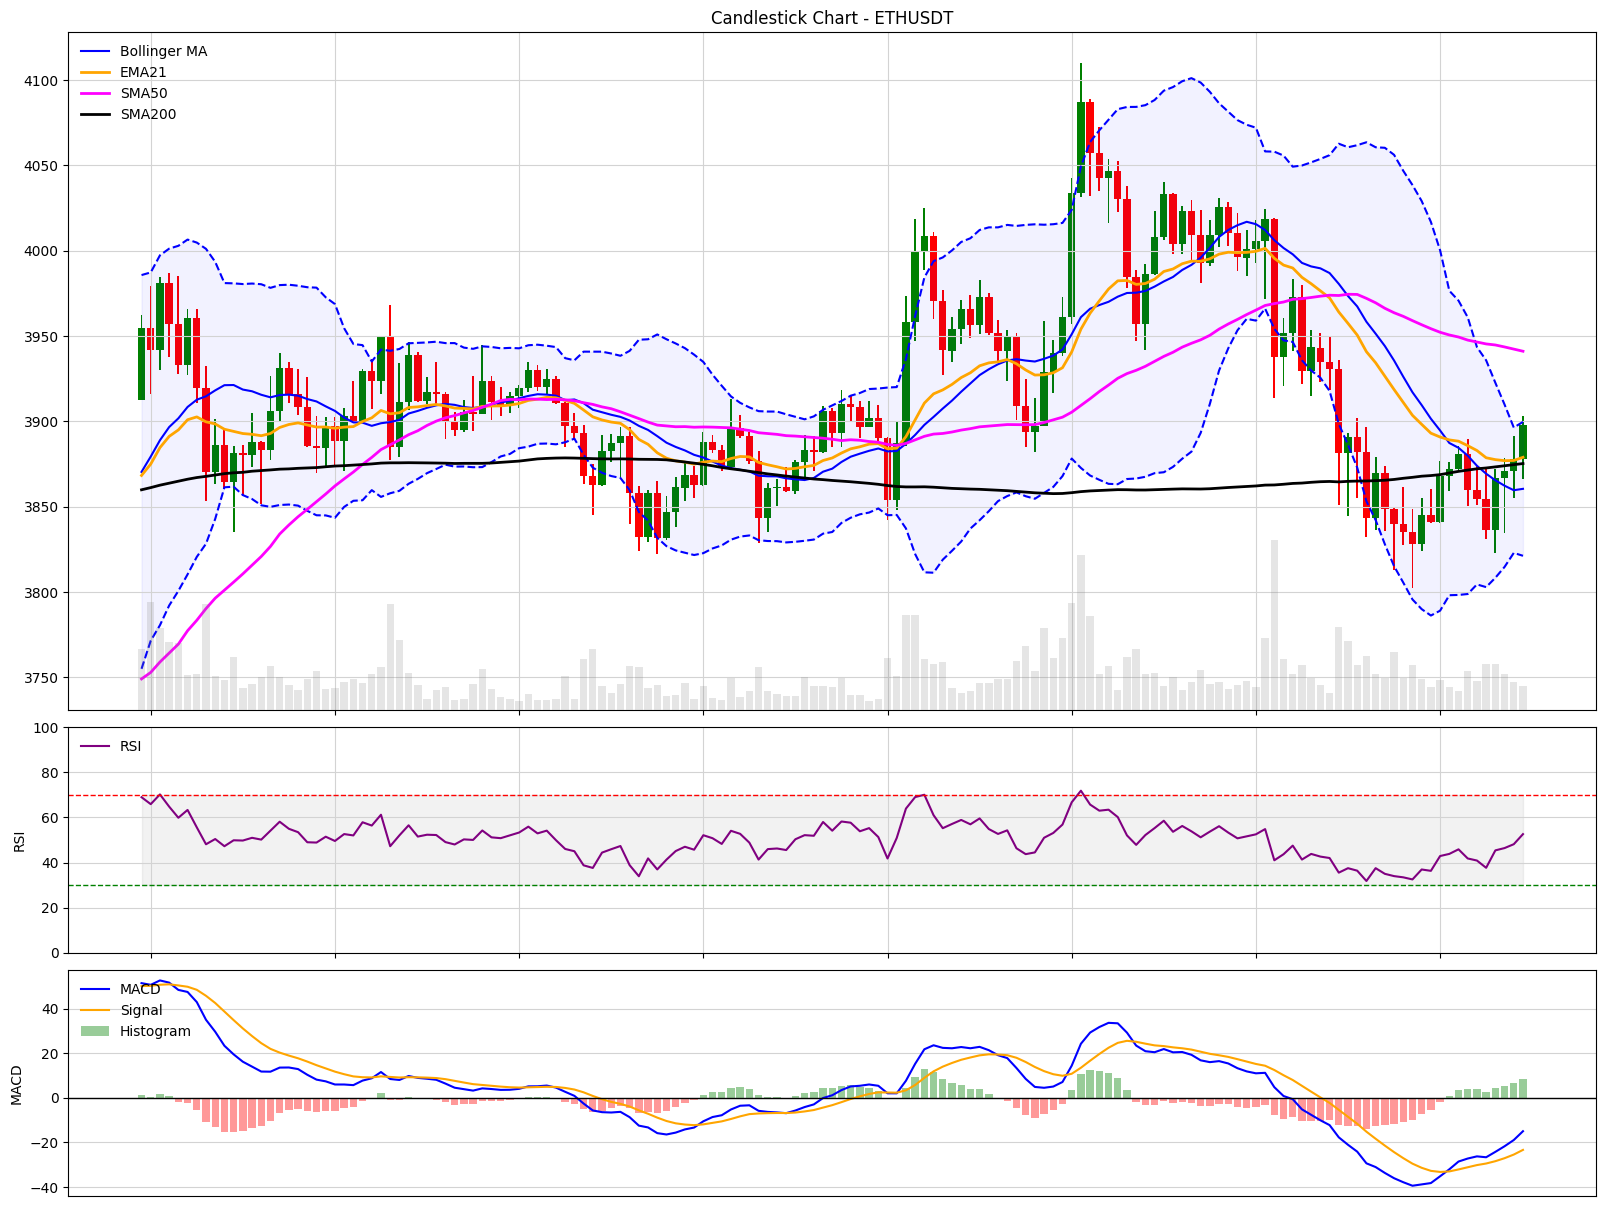 Candlestick Chart - ETHUSDT
Bollinger MA
EMA21
SMA50
SMA200
4100
4050
4000
3950
3900
3850
3800
3750
RSI
RSI
100
80
60
40
20
0
MACD
Signal
Histogram
MACD
40
20
0
−20
−40